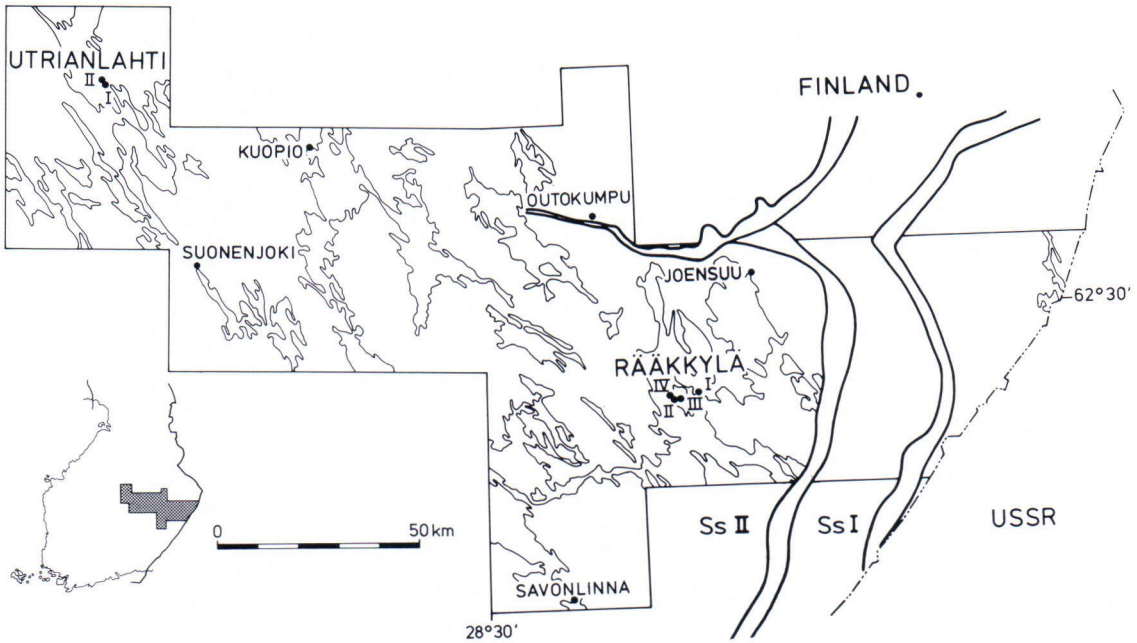 UTRIANLAHTI
II
I
FINLAND
KUOPIO
OUTOKUMPU
SUONENJOKI
JOENSUU
62°30'
RÄÄKKYLÄ
IV
I
II
III
0
50 km
Ss II
Ss I
USSR
SAVONLINNA
28°30'